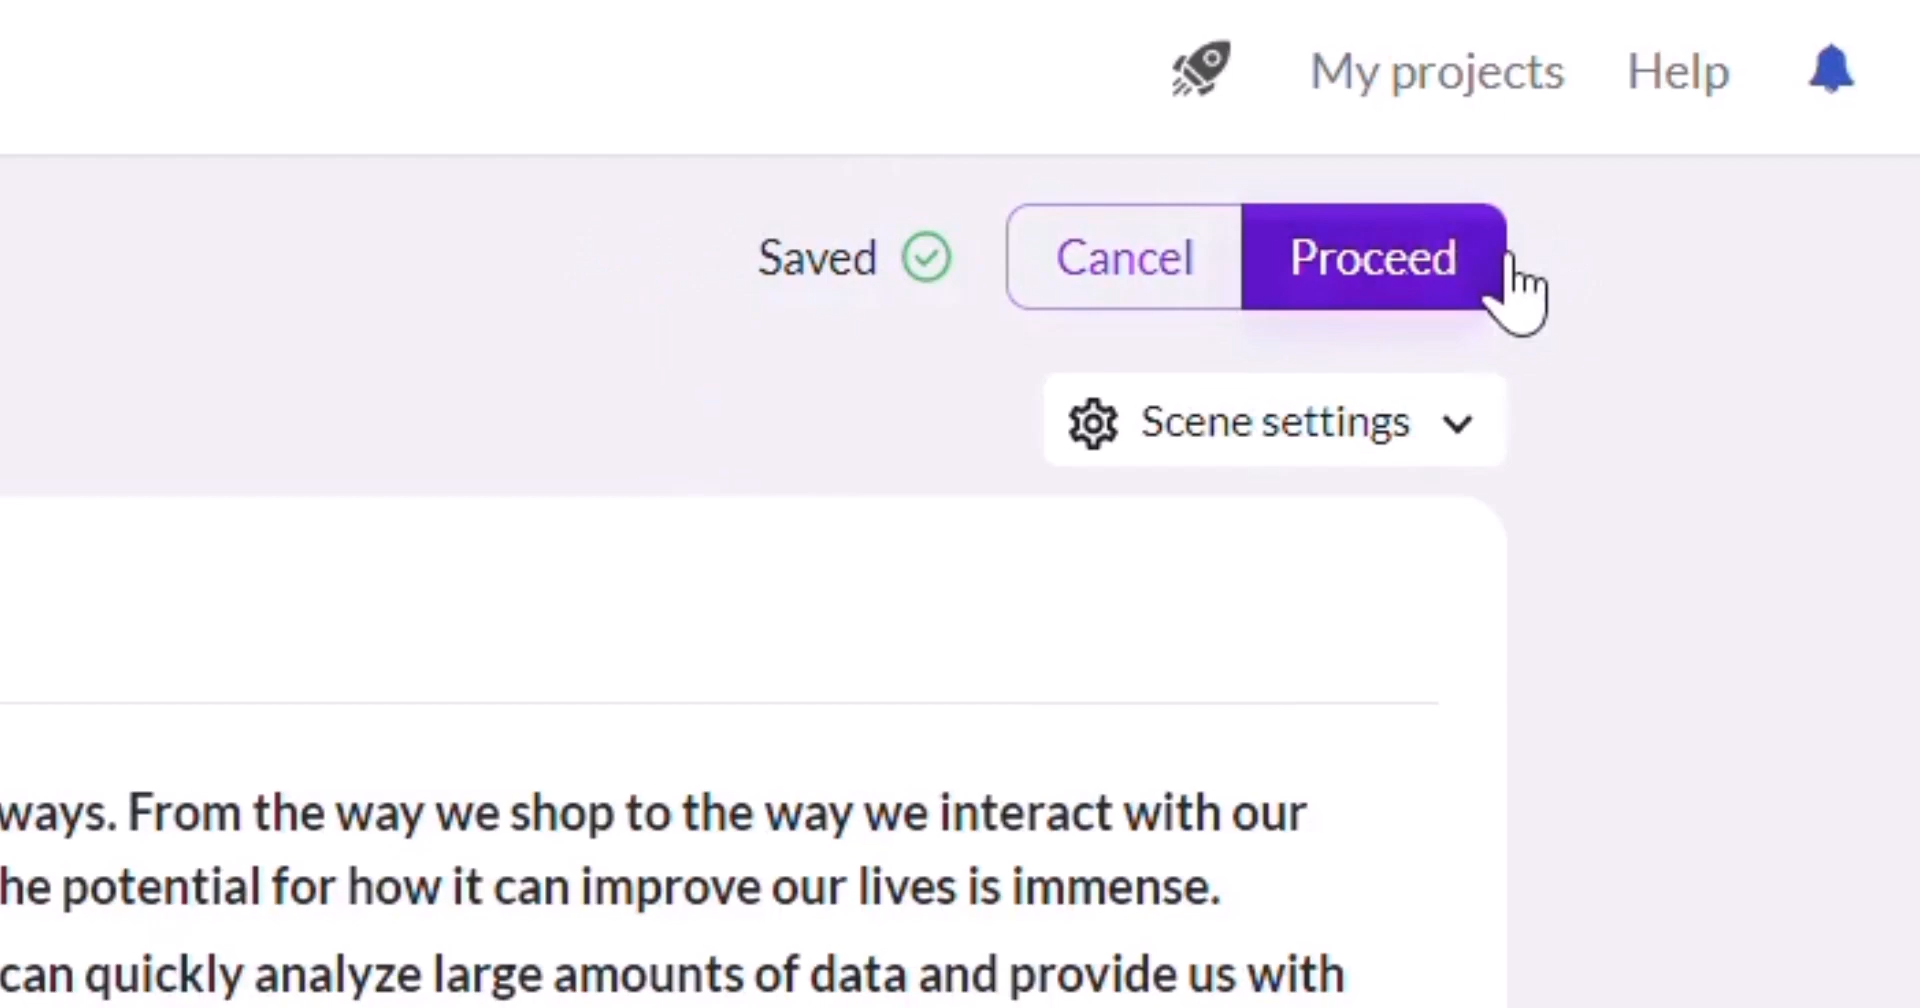 My projects Help
Saved Cancel Proceed
Scene settings
ways. From the way we shop to the way we interact with our
he potential for how it can improve our lives is immense.
can quickly analyze large amounts of data and provide us with